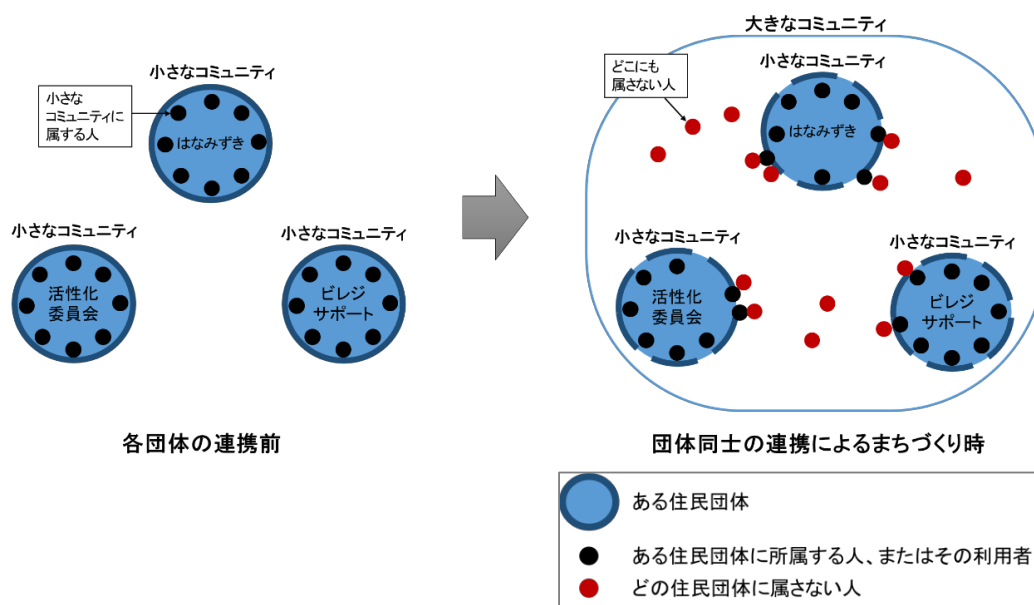 小さなコミュニティ
小さな
コミュニティに
属する人
はなみずき
小さなコミュニティ
活性化
委員会
小さなコミュニティ
ビレジ
サポート
各団体の連携前
大きなコミュニティ
小さなコミュニティ
どこにも
属さない人
はなみずき
小さなコミュニティ
活性化
委員会
小さなコミュニティ
ビレジ
サポート
団体同士の連携によるまちづくり時
ある住民団体
ある住民団体に所属する人、またはその利用者
どの住民団体に属さない人